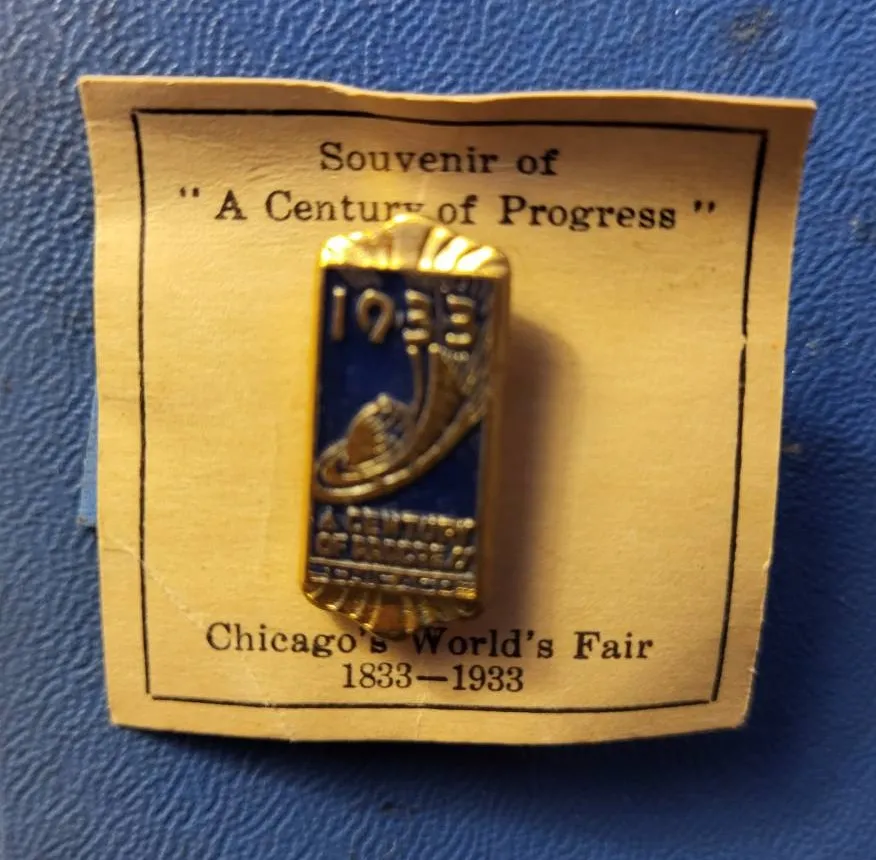 Souvenir of
"A Century of Progress"
1933
A CENTURY
OF PROGRESS
Chicago's World's Fair
1833—1933